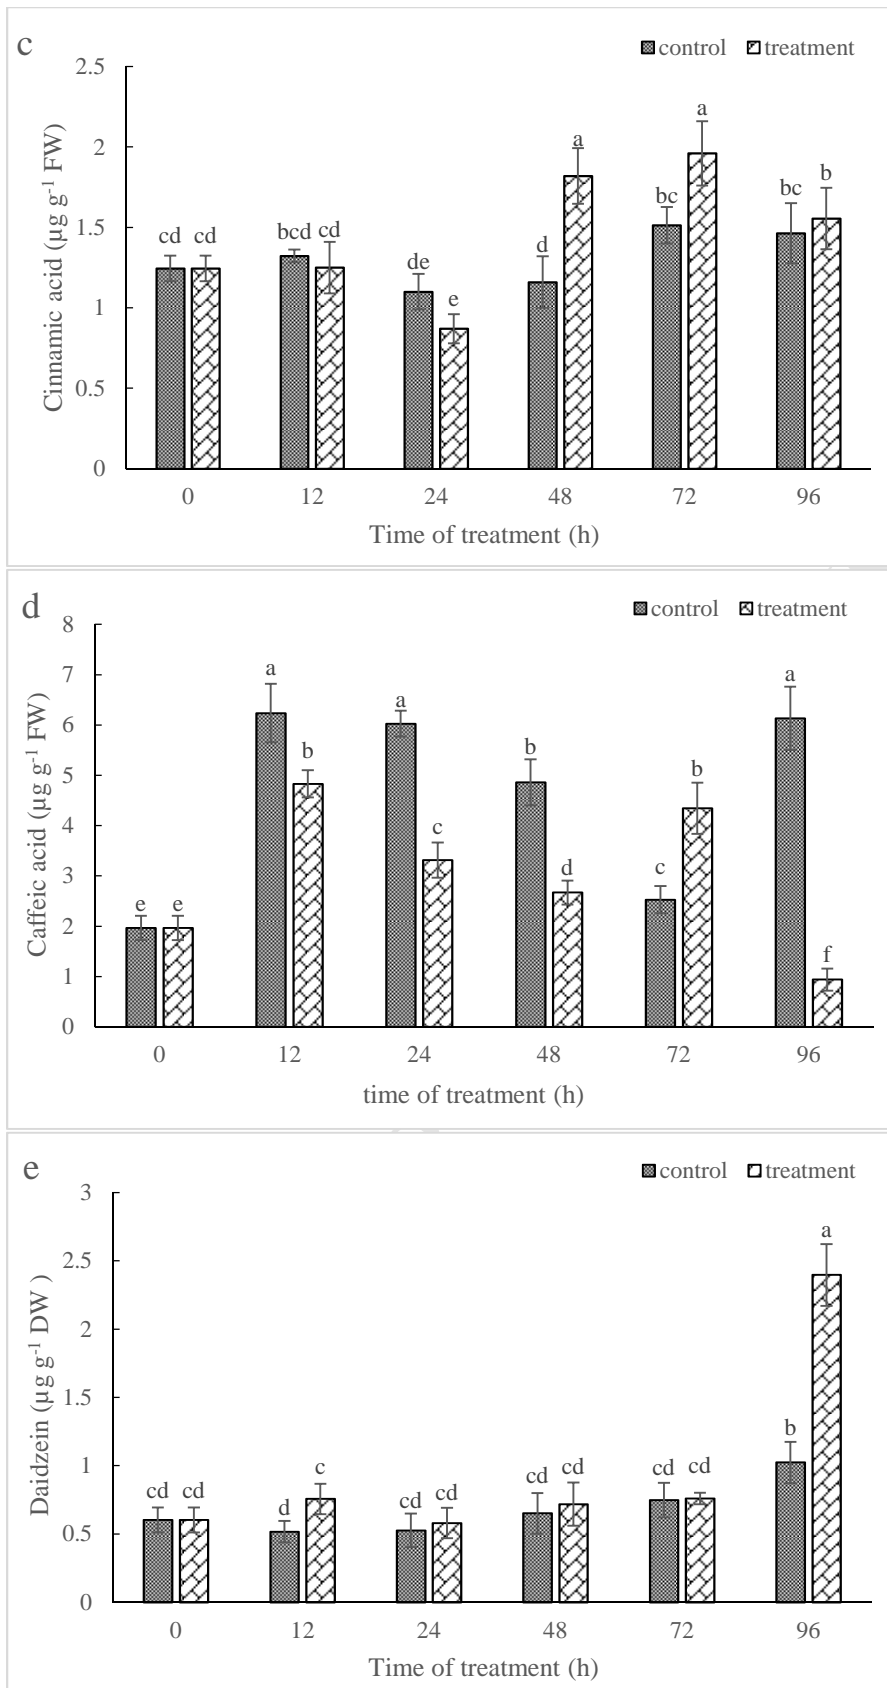 c
control treatment
Cinnamic acid (µg g-1 FW)
2.5
2
1.5
1
0.5
0
cd cd bcd cd de e d a bc a bc b
0 12 24 48 72 96
Time of treatment (h)
d
control treatment
Caffeic acid (µg g-1 FW)
8
7
6
5
4
3
2
1
0
e e a b a c b d c b a f
0 12 24 48 72 96
time of treatment (h)
e
control treatment
Daidzein (µg g-1 DW )
3
2.5
2
1.5
1
0.5
0
cd cd d c cd cd cd cd cd cd b a
0 12 24 48 72 96
Time of treatment (h)